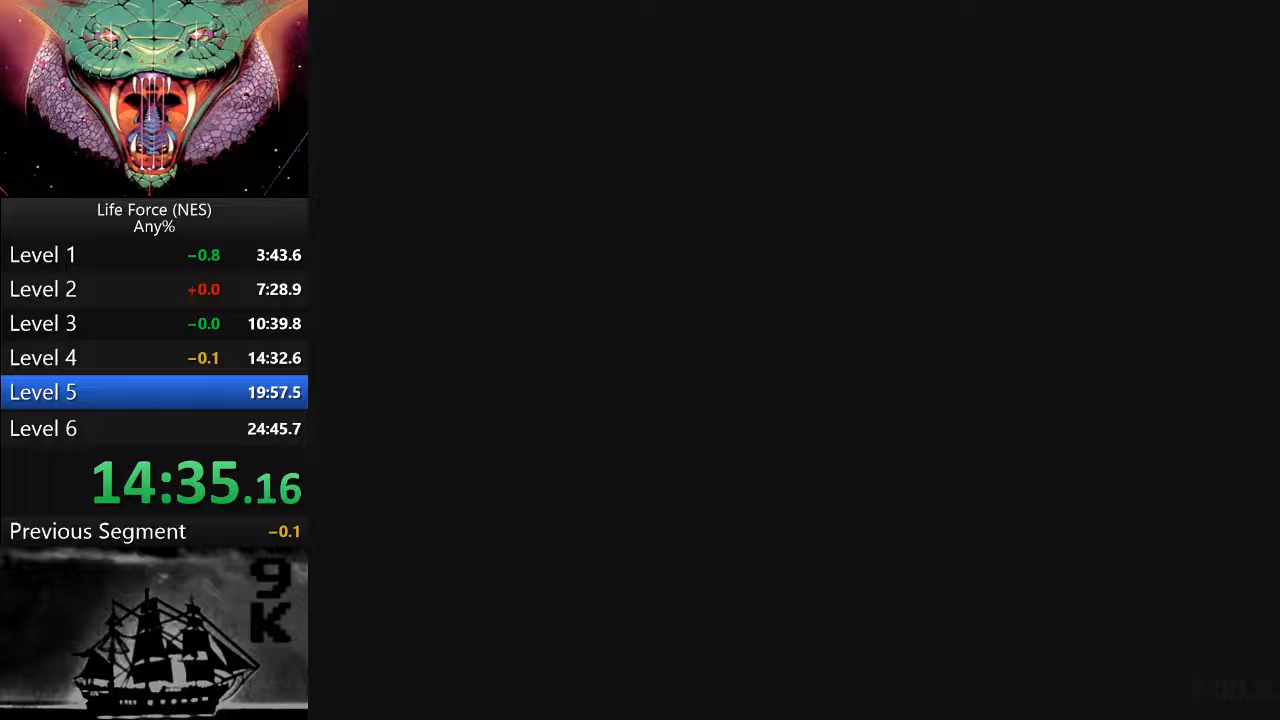 Life Force (NES)
Any%
Level 1 −0.8 3:43.6
Level 2 +0.0 7:28.9
Level 3 −0.0 10:39.8
Level 4 −0.1 14:32.6
Level 5 19:57.5
Level 6 24:45.7
14:35.16
Previous Segment −0.1
9
K